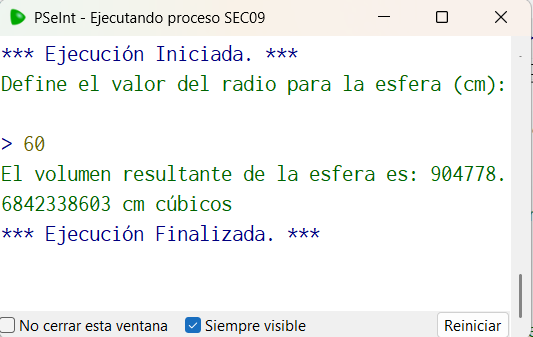 PSeInt - Ejecutando proceso SEC09
*** Ejecución Iniciada. ***
Define el valor del radio para la esfera (cm):
> 60
El volumen resultante de la esfera es: 904778.
6842338603 cm cúbicos
*** Ejecución Finalizada. ***
No cerrar esta ventana
Siempre visible
Reiniciar